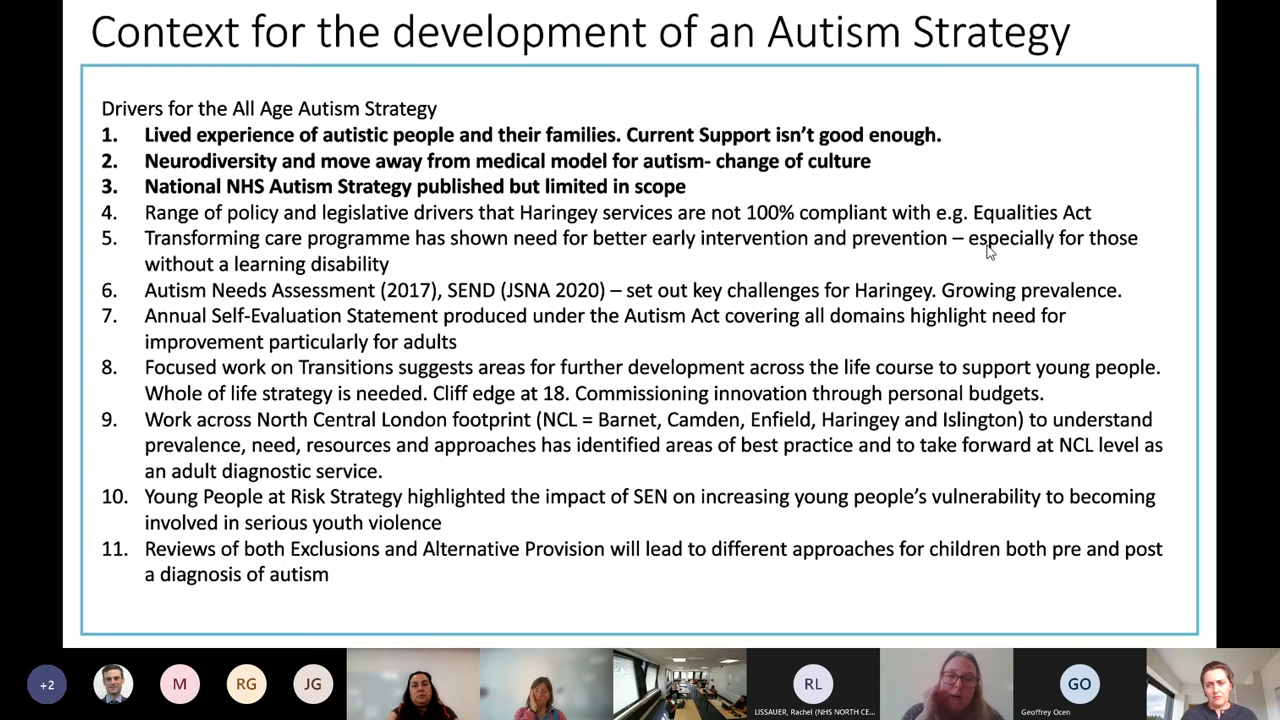 Context for the development of an Autism Strategy
Drivers for the All Age Autism Strategy
1. Lived experience of autistic people and their families. Current Support isn't good enough.
2. Neurodiversity and move away from medical model for autism- change of culture
3. National NHS Autism Strategy published but limited in scope
4. Range of policy and legislative drivers that Haringey services are not 100% compliant with e.g. Equalities Act
5. Transforming care programme has shown need for better early intervention and prevention – especially for those
without a learning disability
6. Autism Needs Assessment (2017), SEND (JSNA 2020) – set out key challenges for Haringey. Growing prevalence.
7. Annual Self-Evaluation Statement produced under the Autism Act covering all domains highlight need for
improvement particularly for adults
8. Focused work on Transitions suggests areas for further development across the life course to support young people.
Whole of life strategy is needed. Cliff edge at 18. Commissioning innovation through personal budgets.
9. Work across North Central London footprint (NCL = Barnet, Camden, Enfield, Haringey and Islington) to understand
prevalence, need, resources and approaches has identified areas of best practice and to take forward at NCL level as
an adult diagnostic service.
10. Young People at Risk Strategy highlighted the impact of SEN on increasing young people's vulnerability to becoming
involved in serious youth violence
11. Reviews of both Exclusions and Alternative Provision will lead to different approaches for children both pre and post
a diagnosis of autism
+2 M RG JG RL GO
LISSAUER, Rachel (NHS NORTH CE... Geoffrey Ocen